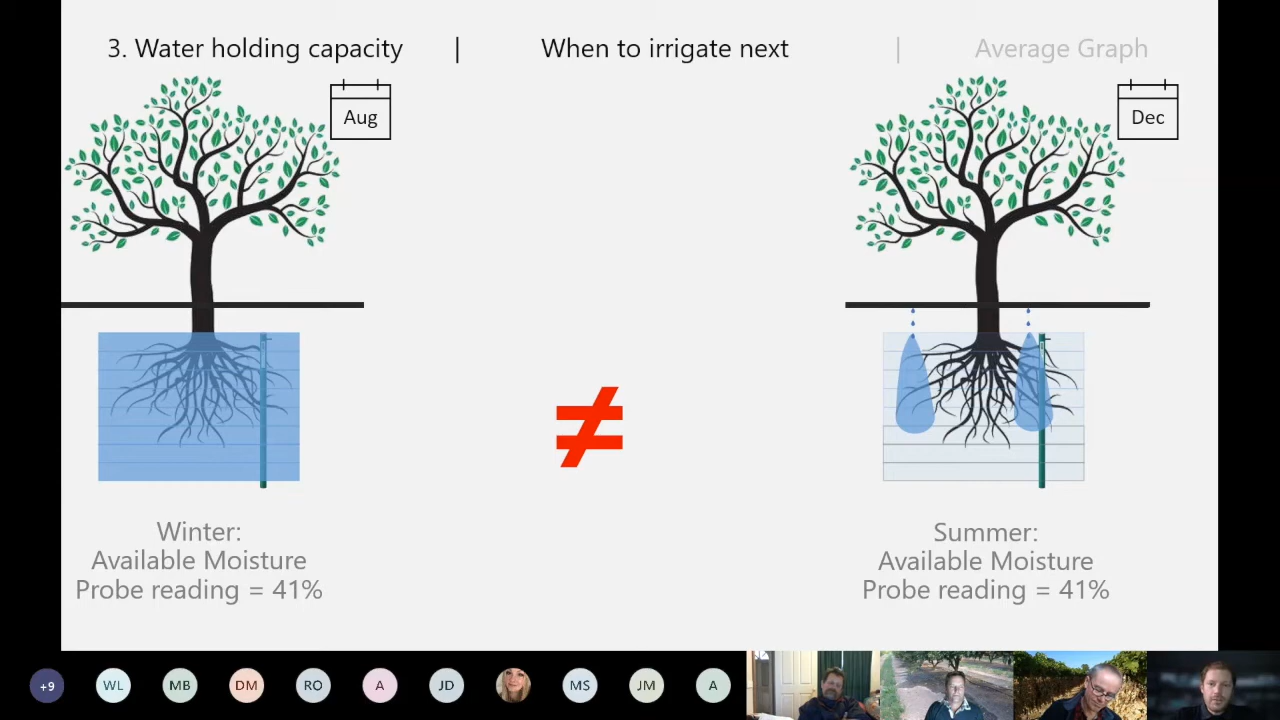 3. Water holding capacity | When to irrigate next | Average Graph
Aug
Dec
≠
Winter:
Available Moisture
Probe reading = 41%
Summer:
Available Moisture
Probe reading = 41%
+9 WL MB DM RO A JD MS JM A